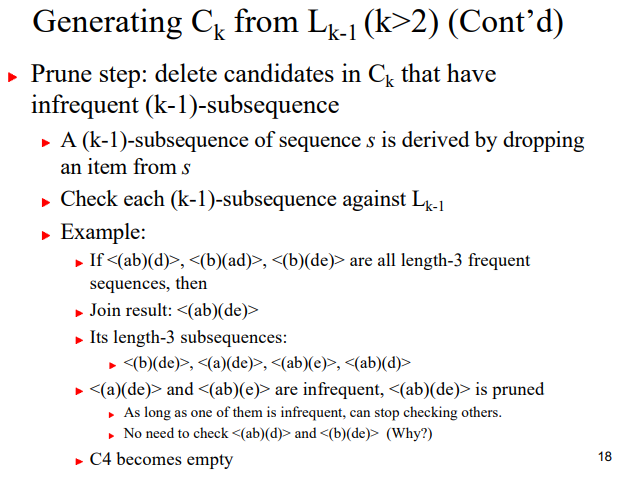 Generating Ck from Lk-1 (k>2) (Cont’d)
Prune step: delete candidates in Ck that have
infrequent (k-1)-subsequence
A (k-1)-subsequence of sequence s is derived by dropping
an item from s
Check each (k-1)-subsequence against Lk-1
Example:
If <(ab)(d)>, <(b)(ad)>, <(b)(de)> are all length-3 frequent
sequences, then
Join result: <(ab)(de)>
Its length-3 subsequences:
<(b)(de)>, <(a)(de)>, <(ab)(e)>, <(ab)(d)>
<(a)(de)> and <(ab)(e)> are infrequent, <(ab)(de)> is pruned
As long as one of them is infrequent, can stop checking others.
No need to check <(ab)(d)> and <(b)(de)> (Why?)
C4 becomes empty
18